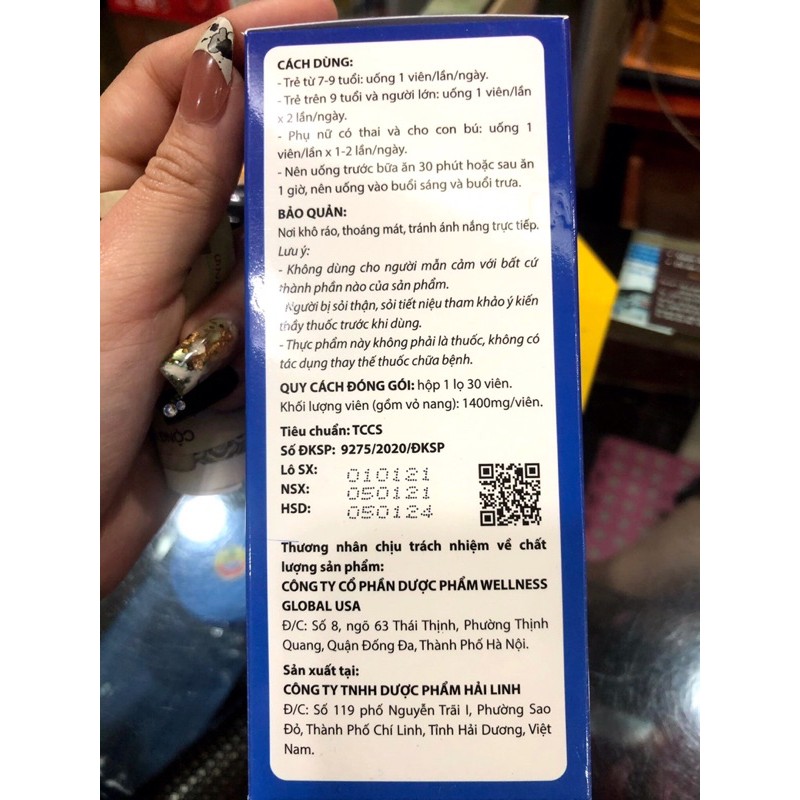 CÁCH DÙNG:
- Trẻ từ 7-9 tuổi: uống 1 viên/lần/ngày.
- Trẻ trên 9 tuổi và người lớn: uống 1 viên/lần
x 2 lần/ngày.
- Phụ nữ có thai và cho con bú: uống 1
viên/lần x 1-2 lần/ngày.
- Nên uống trước bữa ăn 30 phút hoặc sau ăn
1 giờ, nên uống vào buổi sáng và buổi trưa.
BẢO QUẢN:
Nơi khô ráo, thoáng mát, tránh ánh nắng trực tiếp.
Lưu ý:
- Không dùng cho người mẫn cảm với bất cứ
thành phần nào của sản phẩm.
- Người bị sỏi thận, sỏi tiết niệu tham khảo ý kiến
thầy thuốc trước khi dùng.
- Thực phẩm này không phải là thuốc, không có
tác dụng thay thế thuốc chữa bệnh.
QUY CÁCH ĐÓNG GÓI: hộp 1 lọ 30 viên.
Khối lượng viên (gồm vỏ nang): 1400mg/viên.
Tiêu chuẩn: TCCS
Số ĐKSP: 9275/2020/ĐKSP
Lô SX: 010121
NSX: 050121
HSD: 050124
Thương nhân chịu trách nhiệm về chất
lượng sản phẩm:
CÔNG TY CỔ PHẦN DƯỢC PHẨM WELLNESS
GLOBAL USA
Đ/C: Số 8, ngõ 63 Thái Thịnh, Phường Thịnh
Quang, Quận Đống Đa, Thành Phố Hà Nội.
Sản xuất tại:
CÔNG TY TNHH DƯỢC PHẨM HẢI LINH
Đ/C: Số 119 phố Nguyễn Trãi I, Phường Sao
Đỏ, Thành Phố Chí Linh, Tỉnh Hải Dương, Việt
Nam.